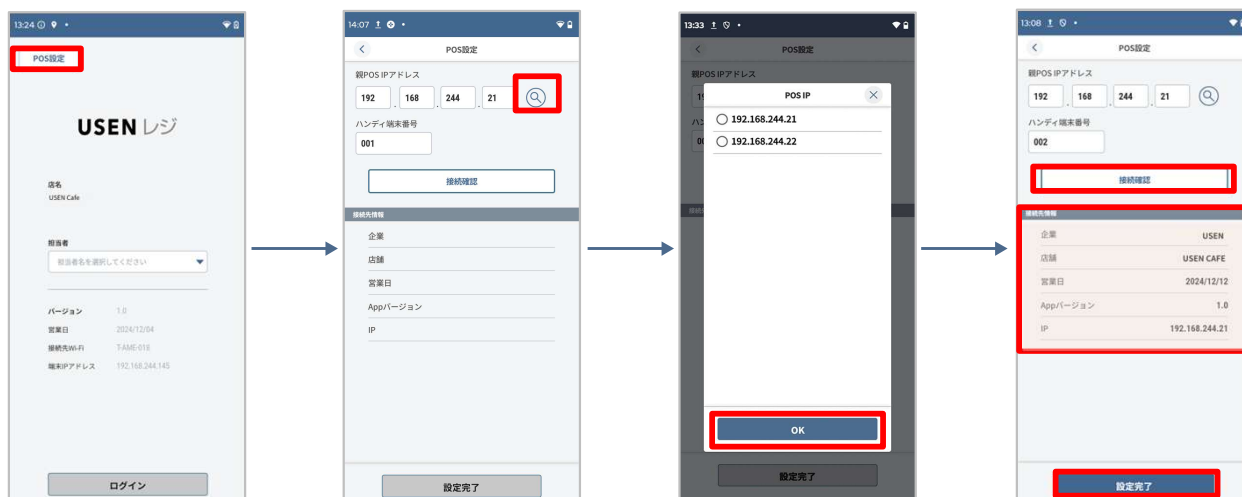 13:24
POS設定
USEN レジ
店名
USEN Cafe
担当者
担当者名を選択してください
バージョン 1.0
営業日 2024/12/04
接続先Wi-Fi T-AME-018
端末IPアドレス 192.168.244.145
ログイン
14:07
POS設定
親POS IPアドレス
192 . 168 . 244 . 21
ハンディ端末番号
001
接続確認
接続先情報
企業
店舗
営業日
Appバージョン
IP
設定完了
13:33
POS設定
親POS IPアドレス
POS IP
192.168.244.21
192.168.244.22
OK
設定完了
13:08
POS設定
親POS IPアドレス
192 . 168 . 244 . 21
ハンディ端末番号
002
接続確認
接続先情報
企業 USEN
店舗 USEN CAFE
営業日 2024/12/12
Appバージョン 1.0
IP 192.168.244.21
設定完了